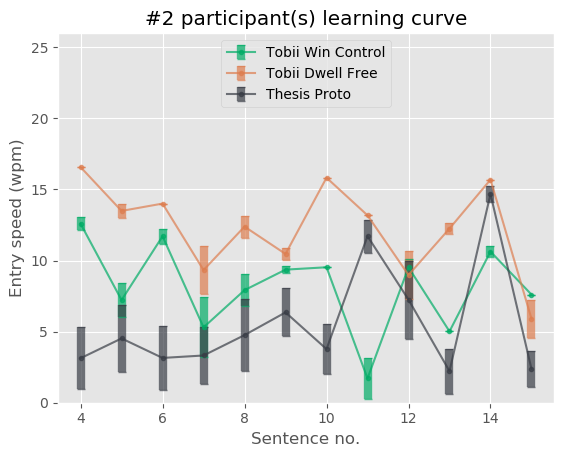 #2 participant(s) learning curve
Tobii Win Control
Tobii Dwell Free
Thesis Proto
Entry speed (wpm)
25
20
15
10
5
0
4 6 8 10 12 14
Sentence no.